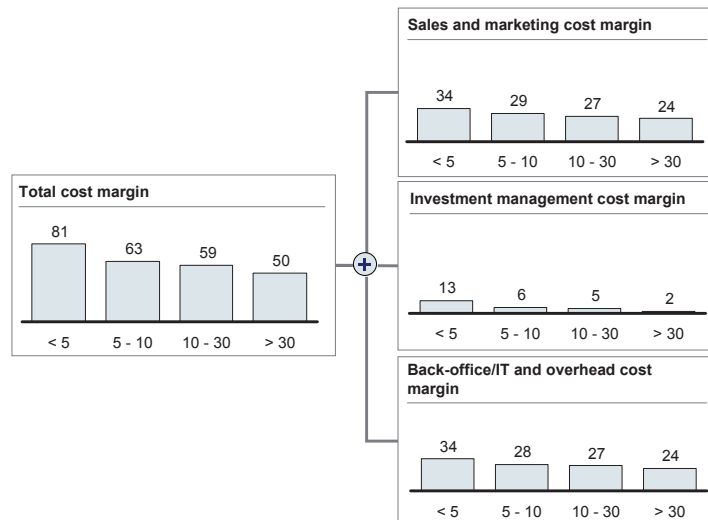 Total cost margin
81 63 59 50
< 5 5 - 10 10 - 30 > 30
+
Sales and marketing cost margin
34 29 27 24
< 5 5 - 10 10 - 30 > 30
Investment management cost margin
13 6 5 2
< 5 5 - 10 10 - 30 > 30
Back-office/IT and overhead cost
margin
34 28 27 24
< 5 5 - 10 10 - 30 > 30